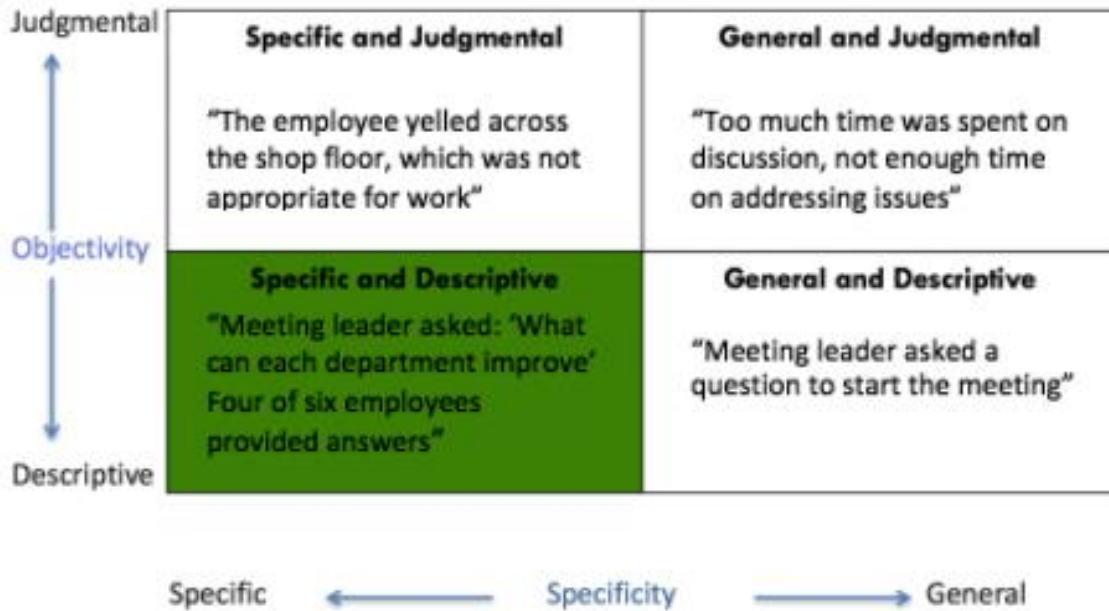 Judgmental
Specific and Judgmental
"The employee yelled across
the shop floor, which was not
appropriate for work"
General and Judgmental
"Too much time was spent on
discussion, not enough time
on addressing issues"
Objectivity
Specific and Descriptive
"Meeting leader asked: 'What
can each department improve'
Four of six employees
provided answers"
General and Descriptive
"Meeting leader asked a
question to start the meeting"
Descriptive
Specific
Specificity
General